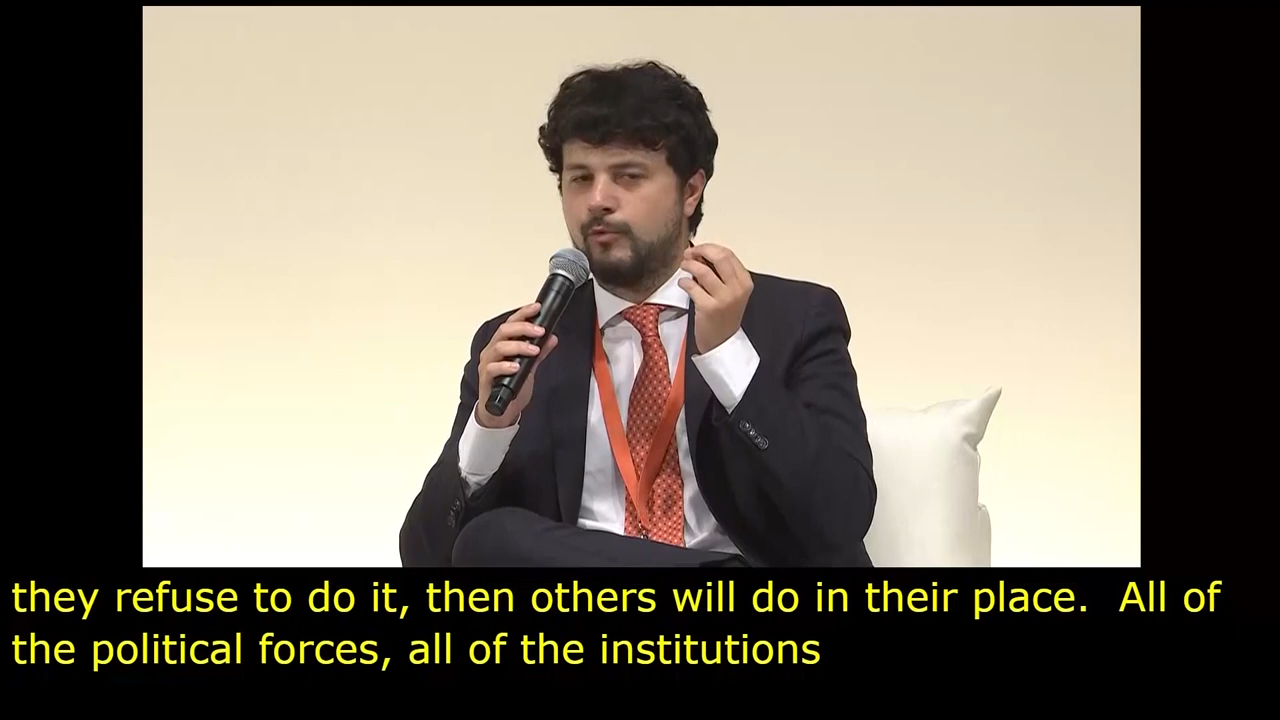 they refuse to do it, then others will do in their place.  All of
the political forces, all of the institutions